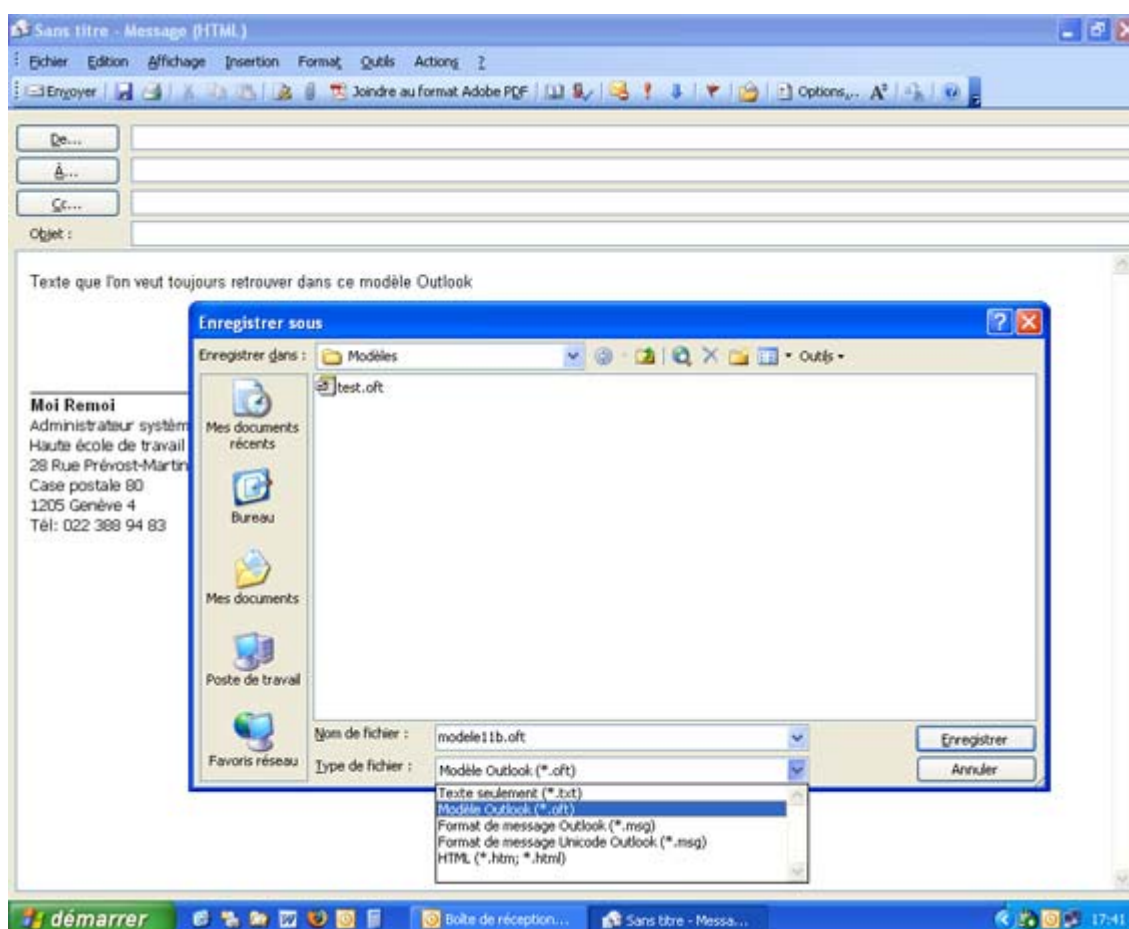 Sans titre - Message (HTML)
Fichier Edition Affichage Insertion Format Outils Actions ?
Envoyer Joindre au format Adobe PDF Options...
De...
À...
Cc...
Objet :
Texte que l'on veut toujours retrouver dans ce modèle Outlook
Enregistrer sous
Enregistrer dans : Modèles Outils
test.oft
Mes documents récents
Bureau
Mes documents
Poste de travail
Favoris réseau
Moi Remoi
Administrateur systèm
Haute école de travail
28 Rue Prévost-Martin
Case postale 80
1205 Genève 4
Tél: 022 388 94 83
Nom de fichier : modele11b.oft Enregistrer
Type de fichier : Modèle Outlook (*.oft) Annuler
Texte seulement (*.txt)
Modèle Outlook (*.oft)
Format de message Outlook (*.msg)
Format de message Unicode Outlook (*.msg)
HTML (*.htm; *.html)
démarrer Boîte de réception... Sans titre - Messa... 17:41